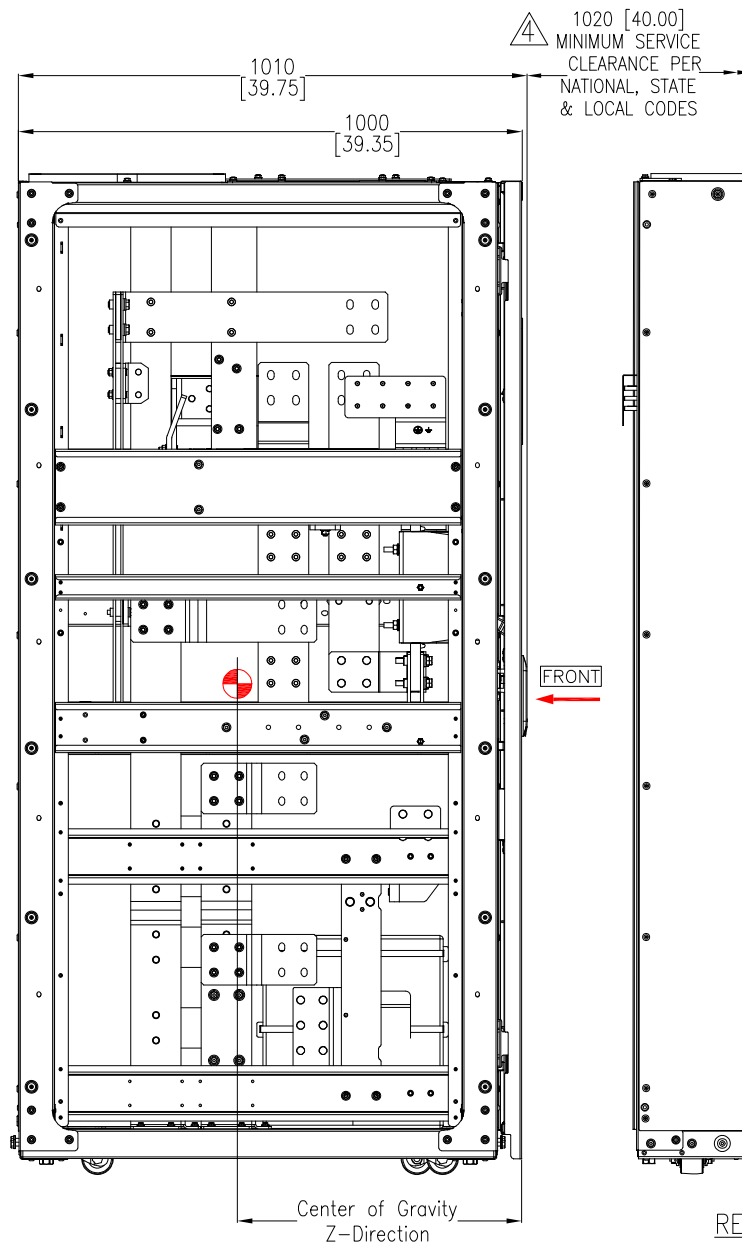 4
1020 [40.00]
MINIMUM SERVICE
CLEARANCE PER
NATIONAL, STATE
& LOCAL CODES
1010
[39.75]
1000
[39.35]
FRONT
Center of Gravity
Z-Direction
RE